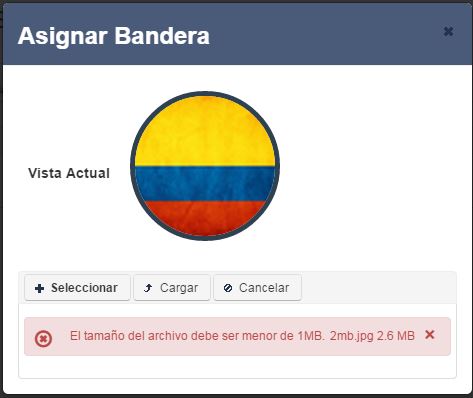 Asignar Bandera
Vista Actual
Seleccionar Cargar Cancelar
El tamaño del archivo debe ser menor de 1MB. 2mb.jpg 2.6 MB